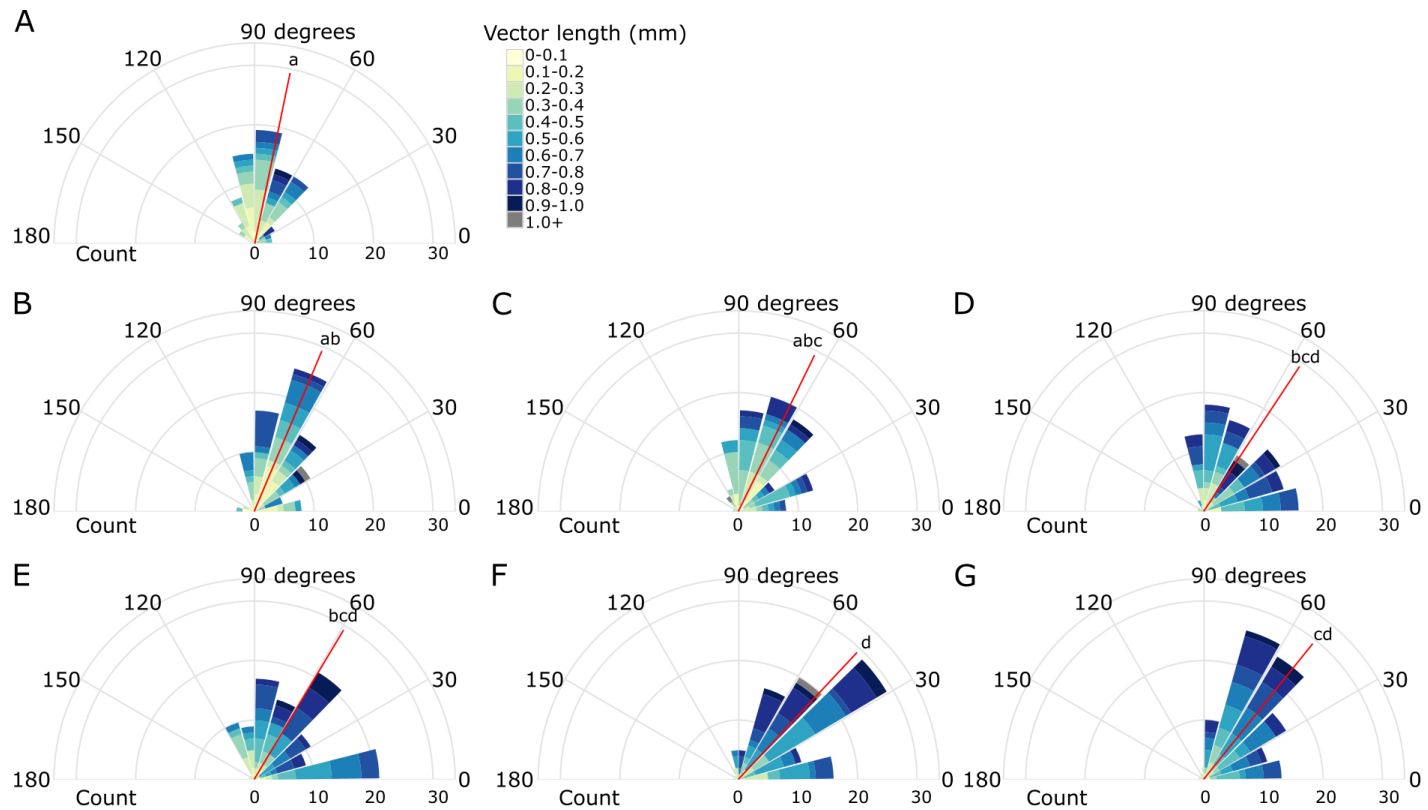 A
90 degrees
120
60
a
150
30
180
0
Count
0
10
20
30
Vector length (mm)
0-0.1
0.1-0.2
0.2-0.3
0.3-0.4
0.4-0.5
0.5-0.6
0.6-0.7
0.7-0.8
0.8-0.9
0.9-1.0
1.0+
B
90 degrees
120
60
ab
150
30
180
0
Count
0
10
20
30
C
90 degrees
120
60
abc
150
30
180
0
Count
0
10
20
30
D
90 degrees
120
60
bcd
150
30
180
0
Count
0
10
20
30
E
90 degrees
120
60
bcd
150
30
180
0
Count
0
10
20
30
F
90 degrees
120
60
d
150
30
180
0
Count
0
10
20
30
G
90 degrees
120
60
cd
150
30
180
0
Count
0
10
20
30